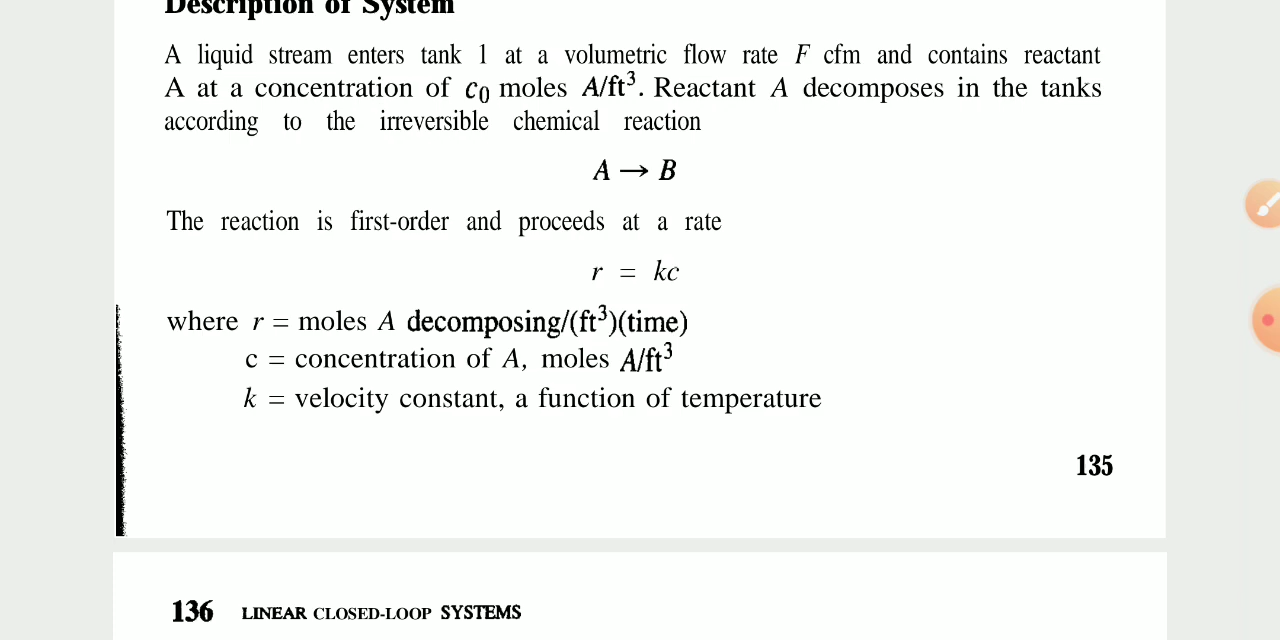 Description of System
A liquid stream enters tank 1 at a volumetric flow rate F cfm and contains reactant
A at a concentration of c₀ moles A/ft³. Reactant A decomposes in the tanks
according to the irreversible chemical reaction
A → B
The reaction is first-order and proceeds at a rate
r = kc
where r = moles A decomposing/(ft³)(time)
c = concentration of A, moles A/ft³
k = velocity constant, a function of temperature
135
136 LINEAR CLOSED-LOOP SYSTEMS